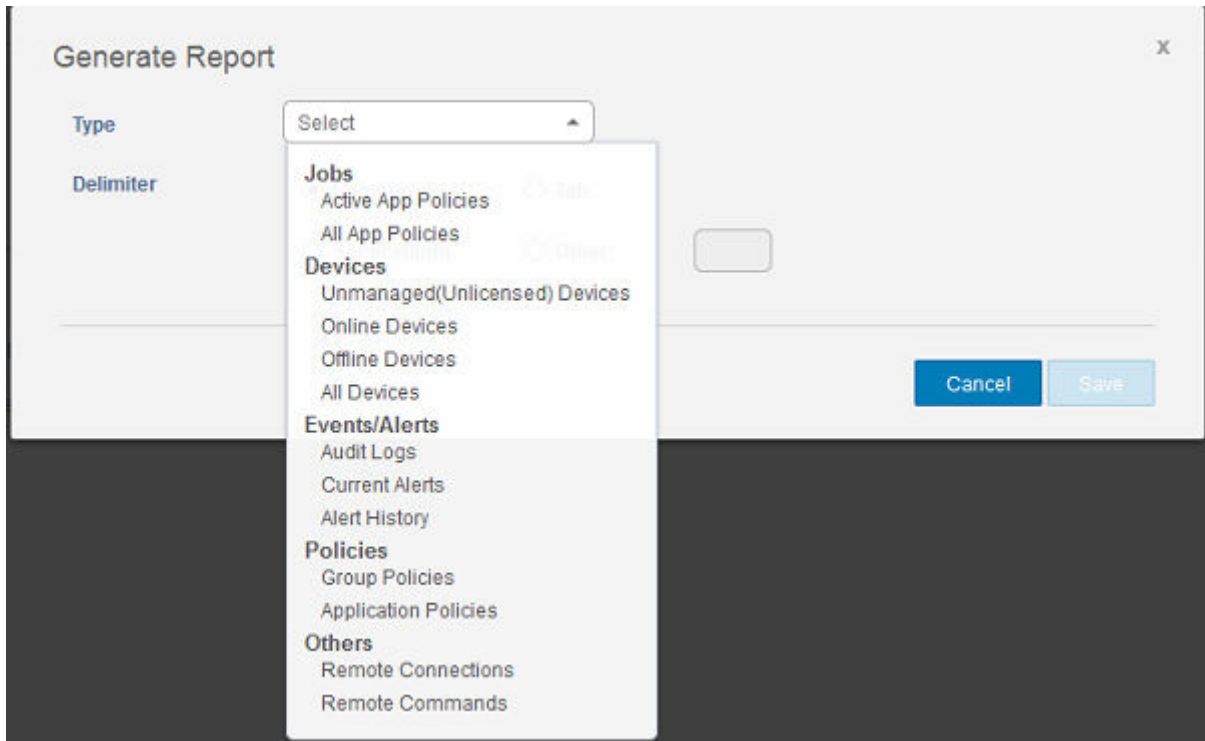 Generate Report
x
Type
Select
Delimiter
Jobs
Active App Policies
Tab
All App Policies
Other
Devices
Unmanaged(Unlicensed) Devices
Online Devices
Offline Devices
All Devices
Cancel
Save
Events/Alerts
Audit Logs
Current Alerts
Alert History
Policies
Group Policies
Application Policies
Others
Remote Connections
Remote Commands